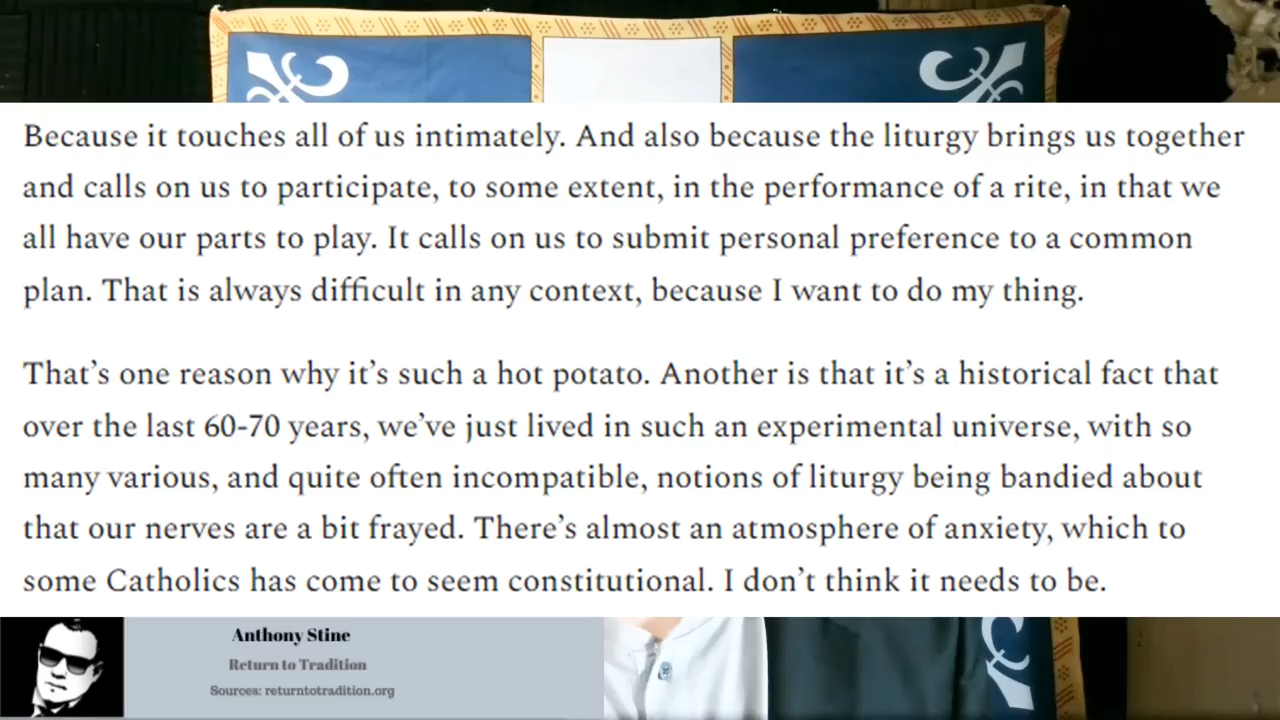 Because it touches all of us intimately. And also because the liturgy brings us together
and calls on us to participate, to some extent, in the performance of a rite, in that we
all have our parts to play. It calls on us to submit personal preference to a common
plan. That is always difficult in any context, because I want to do my thing.
That’s one reason why it’s such a hot potato. Another is that it’s a historical fact that
over the last 60-70 years, we’ve just lived in such an experimental universe, with so
many various, and quite often incompatible, notions of liturgy being bandied about
that our nerves are a bit frayed. There’s almost an atmosphere of anxiety, which to
some Catholics has come to seem constitutional. I don’t think it needs to be.
Anthony Stine
Return to Tradition
Sources: returntotradition.org